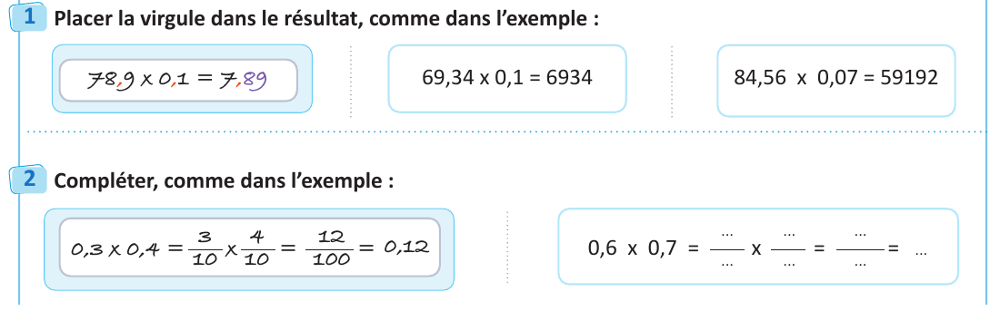 1 Placer la virgule dans le résultat, comme dans l’exemple :
78,9 x 0,1 = 7,89
69,34 x 0,1 = 6934
84,56 x 0,07 = 59192
2 Compléter, comme dans l’exemple :
0,3 x 0,4 = 3/10 x 4/10 = 12/100 = 0,12
0,6 x 0,7 = .../... x .../... = .../... = ...